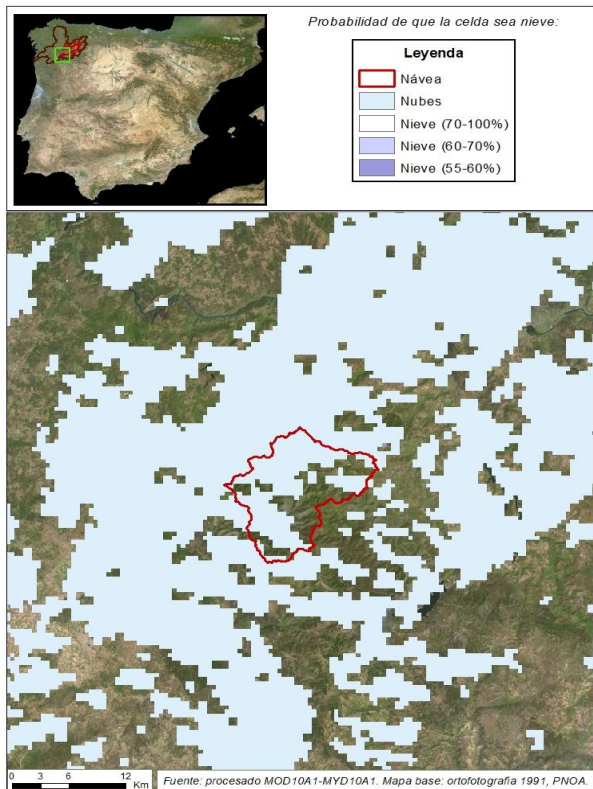 Probabilidad de que la celda sea nieve:
Leyenda
Návea
Nubes
Nieve (70-100%)
Nieve (60-70%)
Nieve (55-60%)
0 3 6 12
Km
Fuente: procesado MOD10A1-MYD10A1. Mapa base: ortofotografia 1991, PNOA.